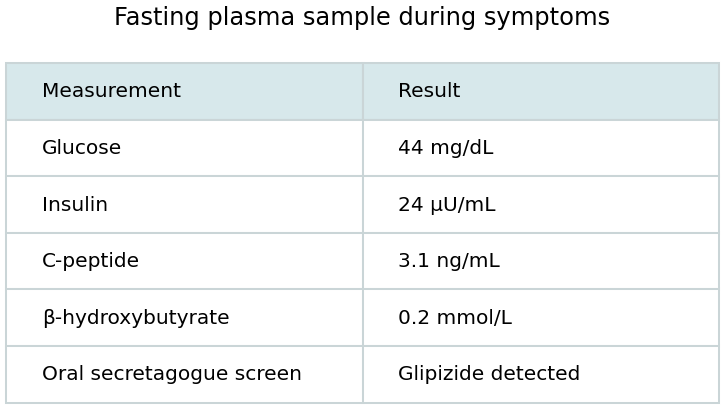 Fasting plasma sample during symptoms
Measurement Result
Glucose 44 mg/dL
Insulin 24 µU/mL
C-peptide 3.1 ng/mL
β-hydroxybutyrate 0.2 mmol/L
Oral secretagogue screen Glipizide detected